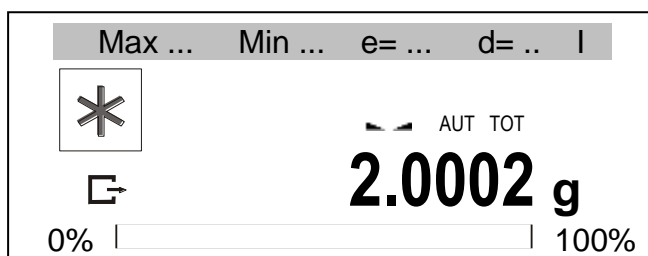 Max ... Min ... e= ... d= .. I
AUT TOT
2.0002 g
0% 100%